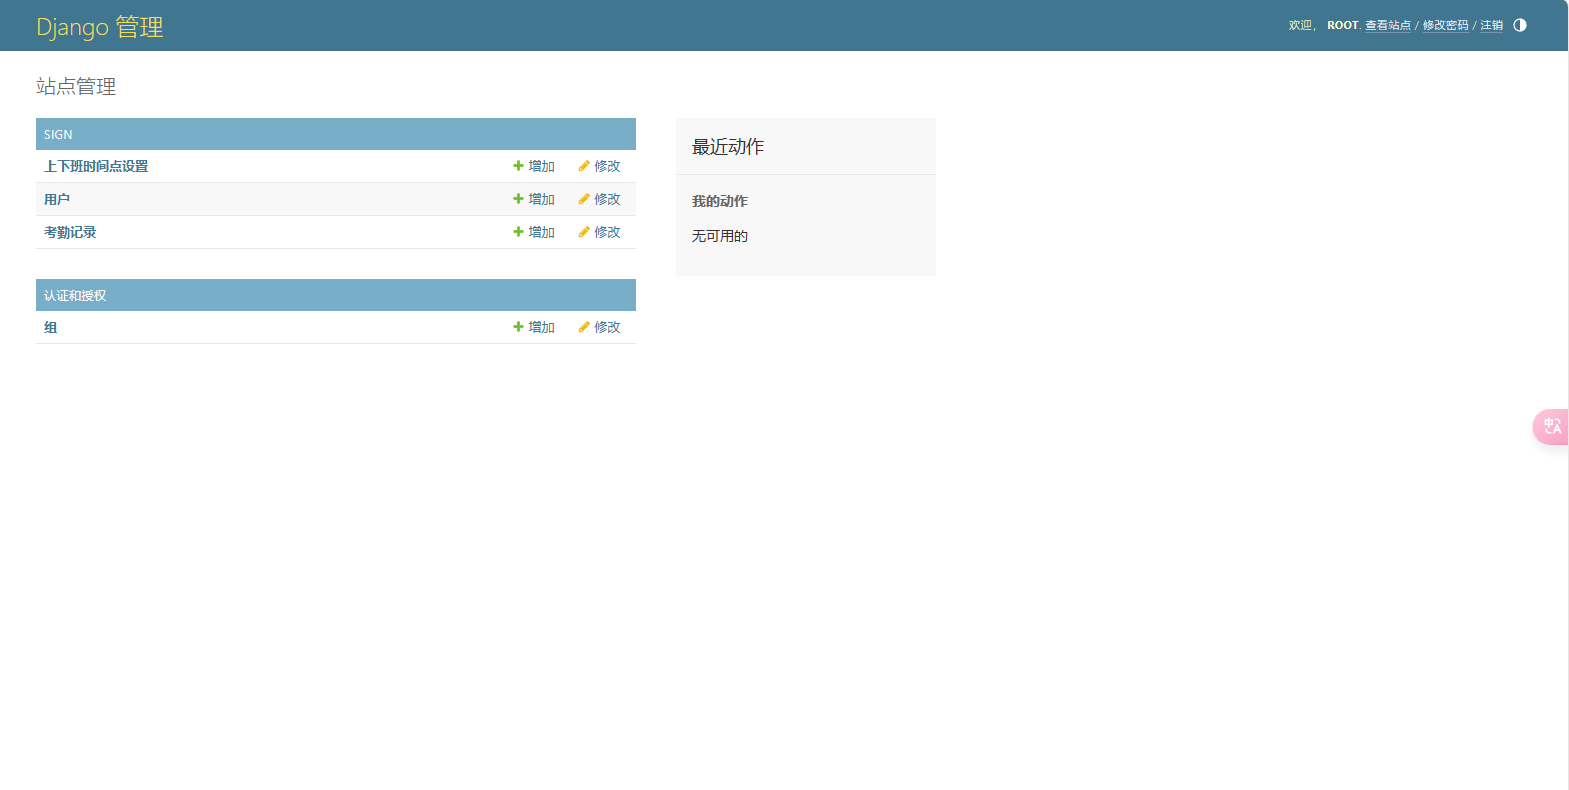 Django 管理
欢迎， ROOT. 查看站点 / 修改密码 / 注销
站点管理
SIGN
上下班时间点设置 增加 修改
用户 增加 修改
考勤记录 增加 修改
认证和授权
组 增加 修改
最近动作
我的动作
无可用的
中 A